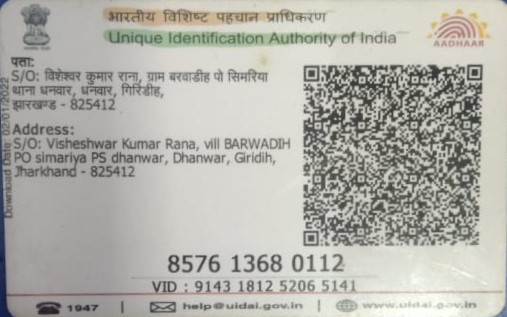 भारतीय विशिष्ट पहचान प्राधिकरण
Unique Identification Authority of India
AADHAAR
पता:
S/O: विशेश्वर कुमार राना, ग्राम बरवाडीह पो सिमरिया
थाना धनवार, धनवार, गिरिडीह,
झारखण्ड - 825412
Download Date: 02/01/2022
Address:
S/O: Visheshwar Kumar Rana, vill BARWADIH
PO simariya PS dhanwar, Dhanwar, Giridih,
Jharkhand - 825412
8576 1368 0112
VID : 9143 1812 5206 5141
1947 | help@uidai.gov.in | www.uidai.gov.in